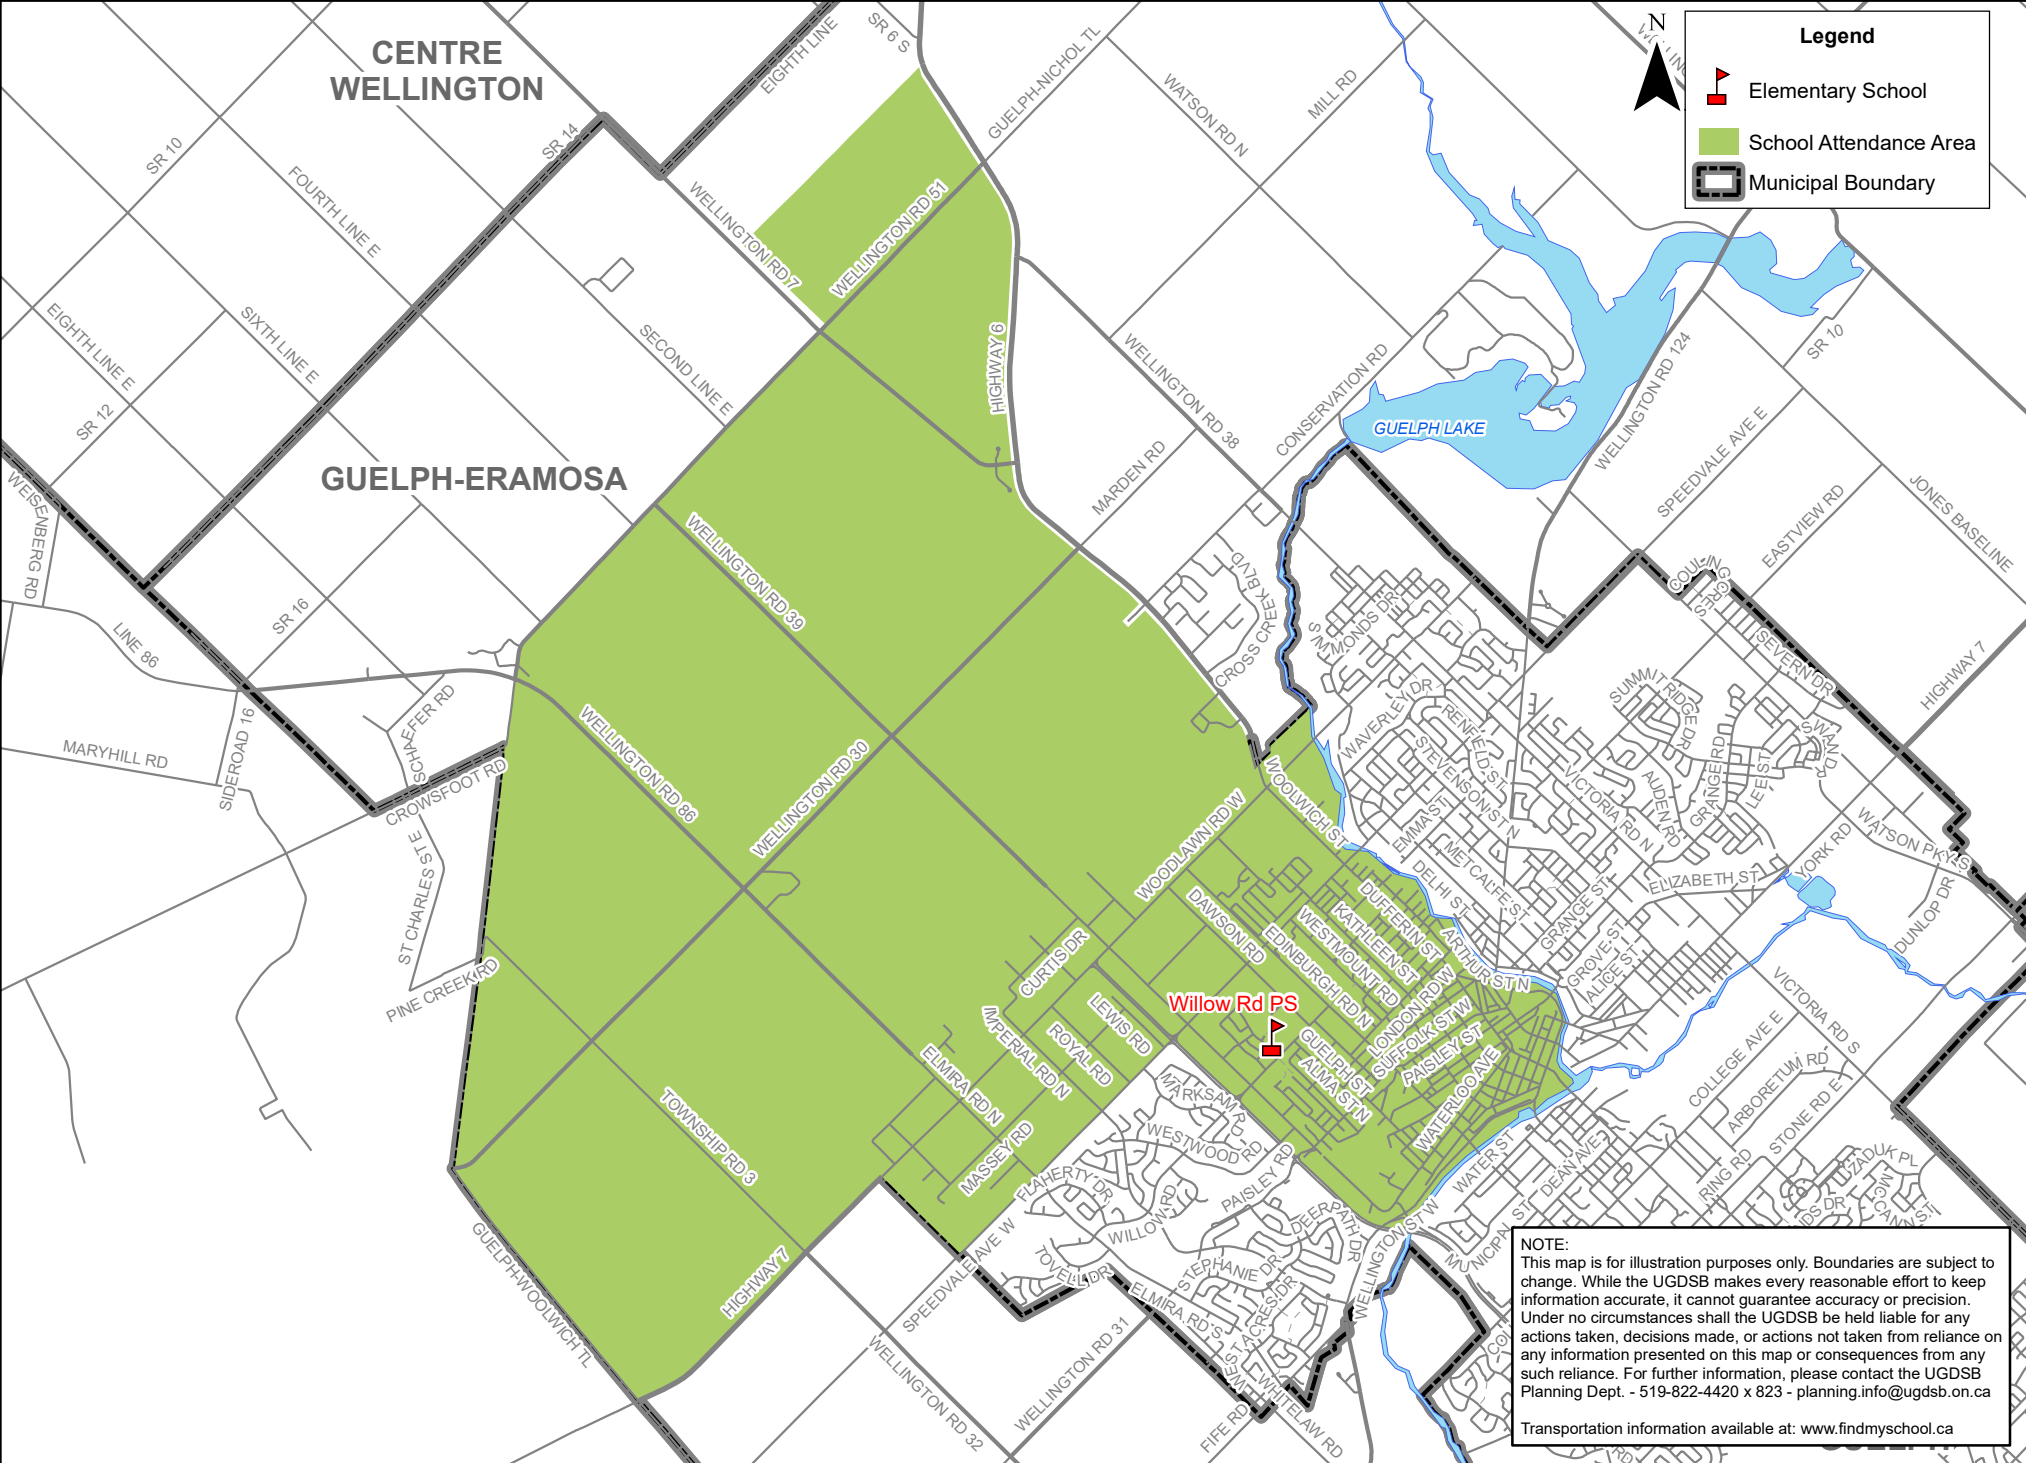 CENTRE
WELLINGTON
GUELPH-ERAMOSA
N
Legend
Elementary School
School Attendance Area
Municipal Boundary
SR 6 S
EIGHTH LINE
GUELPH-NICHOL TL
WATSON RD N
MILL RD
SR 10
SR 14
FOURTH LINE E
WELLINGTON RD 7
WELLINGTON RD 51
EIGHTH LINE E
SIXTH LINE E
SECOND LINE E
HIGHWAY 6
WELLINGTON RD 38
CONSERVATION RD
GUELPH LAKE
WELLINGTON RD 124
SR 10
SR 12
MARDEN RD
SPEEDVALE AVE E
EASTVIEW RD
JONES BASELINE
WEISENBERG RD
WELLINGTON RD 39
CROSS CREEK BLVD
SIMMONDS DR
COULING CRES
SEVERN DR
HIGHWAY 7
SR 16
LINE 86
SCHAEFER RD
SIDEROAD 16
MARYHILL RD
CROWSFOOT RD
WELLINGTON RD 86
WELLINGTON RD 30
WAVERLEY DR
RENFIELD ST
STEVENSON ST N
SUMMIT RIDGE DR
SWAN RD
VICTORIA RD N
AUDEN RD
GRANGE RD
LEE ST
WOOLWICH ST
WOODLAWN RD W
EMMA ST
METCALFE ST
DELHI ST
GRANGE ST
ELIZABETH ST
YORK RD
WATSON PKY S
DUNLOP DR
ST CHARLES ST E
PINE CREEK RD
DAWSON RD
EDINBURGH RD N
WESTMOUNT RD
KATHLEEN ST
DUFFERIN ST
ARTHUR ST N
GROVE ST
ALICE ST
CURTIS DR
IMPERIAL RD N
ROYAL RD
LEWIS RD
Willow Rd PS
LONDON RD W
SUFFOLK ST W
PAISLEY ST
GUELPH ST
ALMA ST N
WATERLOO AVE
VICTORIA RD S
COLLEGE AVE E
ARBORETUM RD
STONE RD E
ELMIRA RD N
MASSEY RD
TOWNSHIP RD 3
MARKSAM RD
WESTWOOD RD
PAISLEY RD
FLAHERTY DR
WILLOW RD
DEERPATH DR
WATER ST
DEAN AVE
RING RD
ZADUK PL
MCCANN ST
MUNICIPAL ST
GUELPH-WOOLWICH TL
HIGHWAY 7
SPEEDVALE AVE W
TOVELL DR
STEPHANIE DR
ELMIRA RD S
WELLINGTON ST W
WELLINGTON RD 32
WELLINGTON RD 31
WHITELAW RD
FIFE RD
NOTE:
This map is for illustration purposes only. Boundaries are subject to
change. While the UGDSB makes every reasonable effort to keep
information accurate, it cannot guarantee accuracy or precision.
Under no circumstances shall the UGDSB be held liable for any
actions taken, decisions made, or actions not taken from reliance on
any information presented on this map or consequences from any
such reliance. For further information, please contact the UGDSB
Planning Dept. - 519-822-4420 x 823 - planning.info@ugdsb.on.ca
Transportation information available at: www.findmyschool.ca